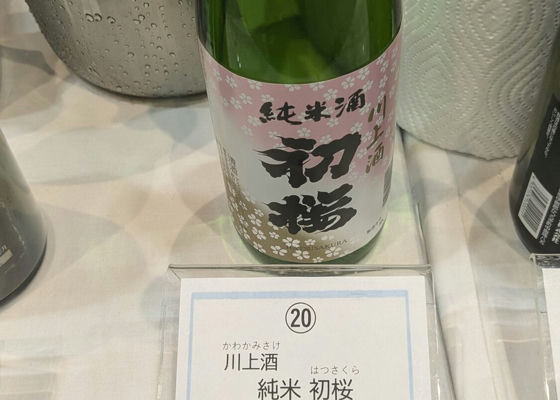 純米酒
川上酒
初桜
⑳
かわかみさけ
川上酒
はつさくら
純米 初桜